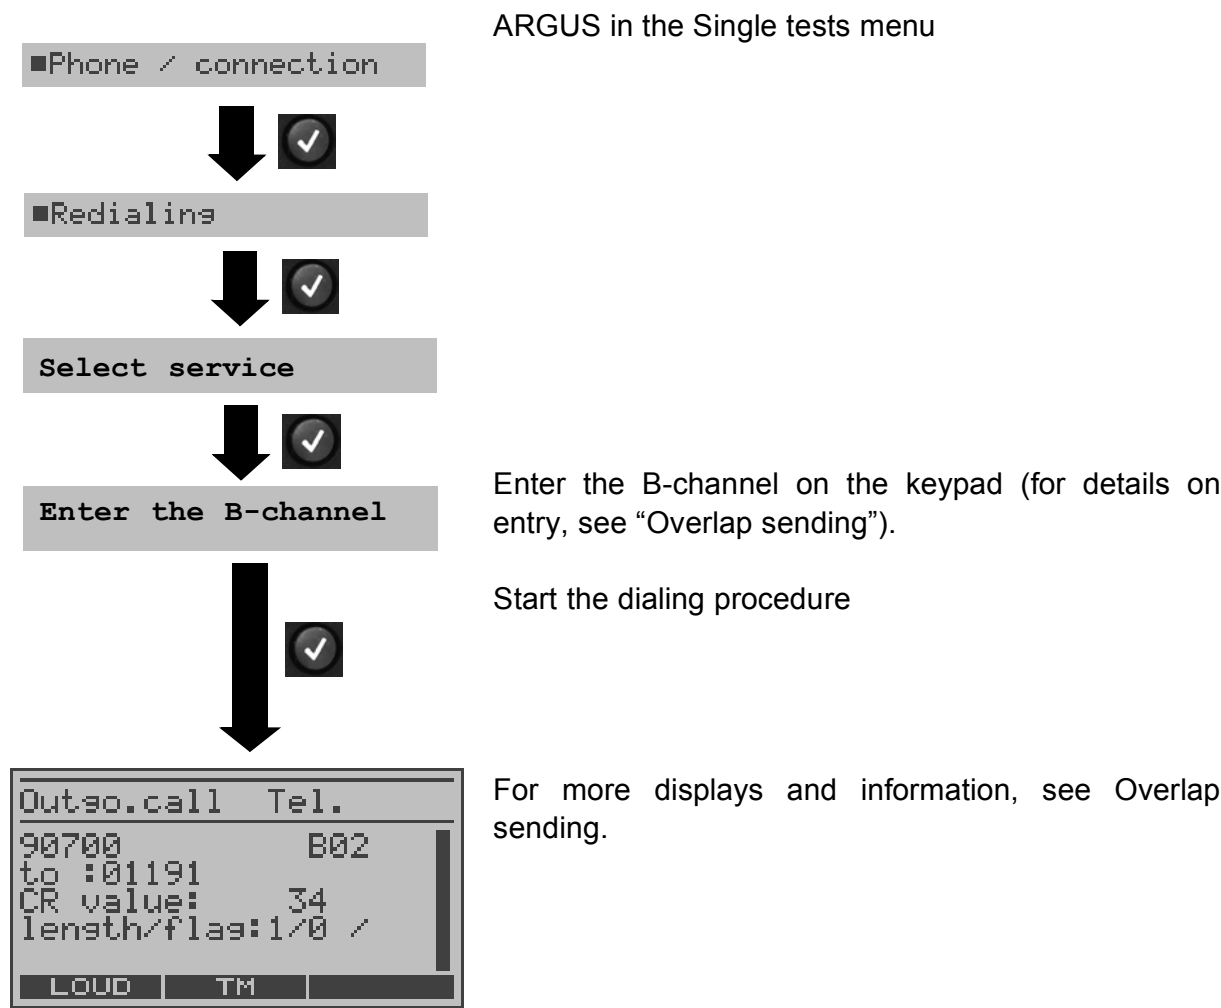 ARGUS in the Single tests menu
■Phone / connection
■Redialing
Select service
Enter the B-channel
Enter the B-channel on the keypad (for details on
entry, see “Overlap sending”).
Start the dialing procedure
Outgo.call Tel.
90700 B02
to :01191
CR value: 34
length/flag:1/0 /
LOUD TM
For more displays and information, see Overlap
sending.